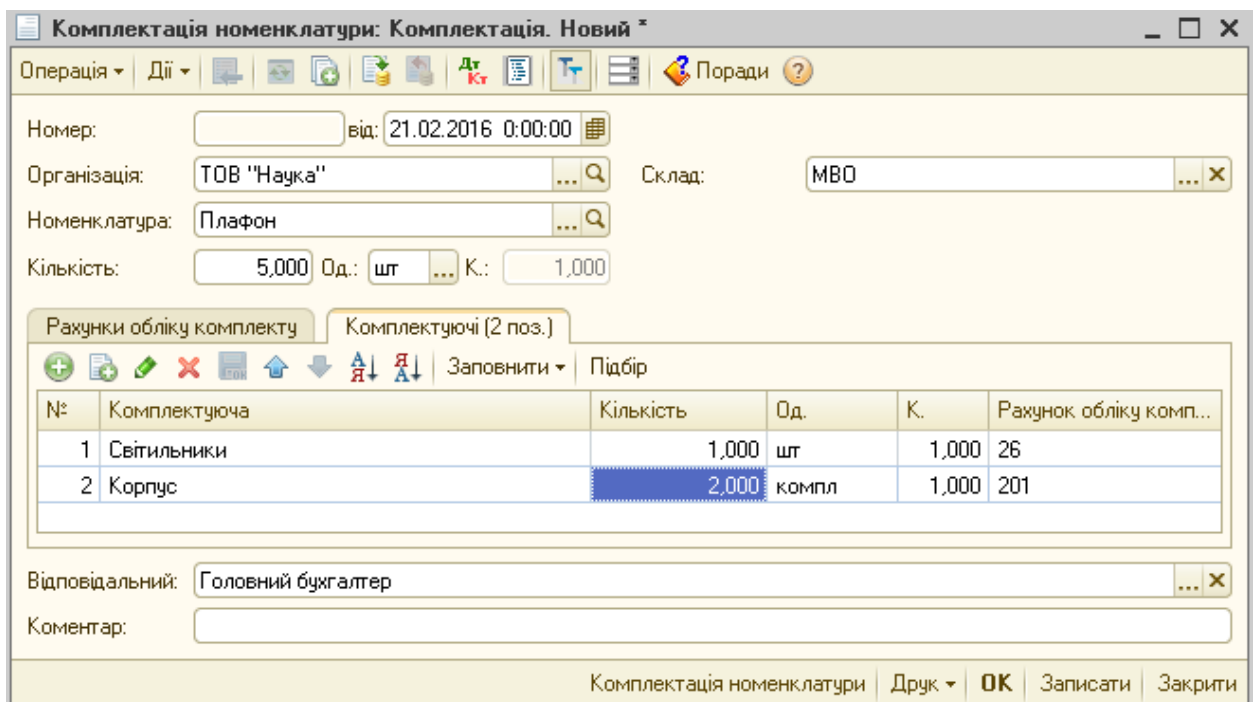 Комплектація номенклатури: Комплектація. Новий *
Операція Дії Дт Кт Поради
Номер: від: 21.02.2016 0:00:00
Організація: ТОВ "Наука" ... Склад: МВО ...
Номенклатура: Плафон ...
Кількість: 5,000 Од.: шт ... К.: 1,000
Рахунки обліку комплекту Комплектуючі (2 поз.)
Заповнити Підбір
№ Комплектуюча Кількість Од. К. Рахунок обліку комп...
1 Світильники 1,000 шт 1,000 26
2 Корпус 2,000 компл 1,000 201
Відповідальний: Головний бухгалтер ...
Коментар:
Комплектація номенклатури Друк OK Записати Закрити